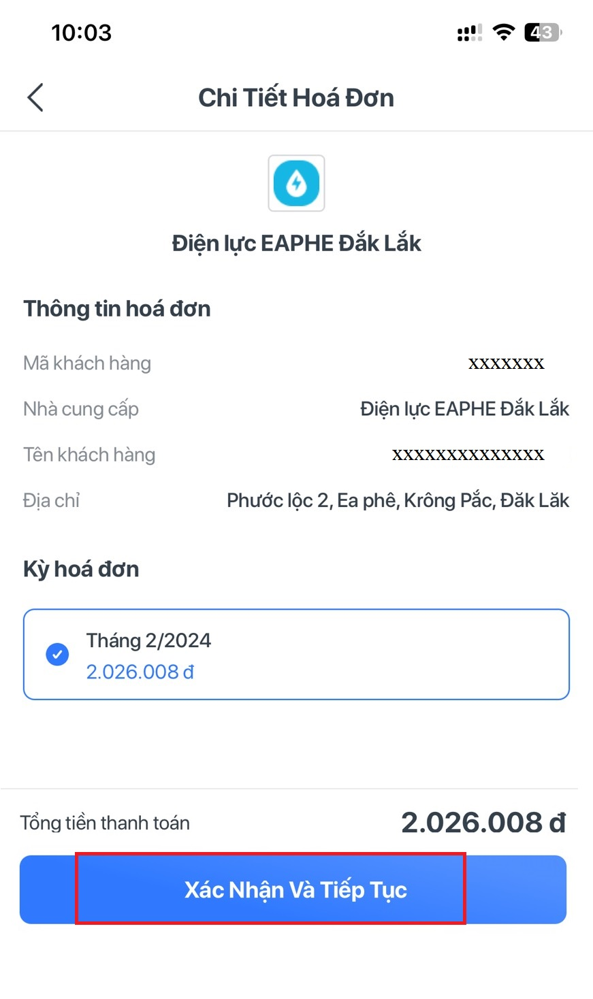 10:03
43
Chi Tiết Hoá Đơn
Điện lực EAPHE Đắk Lắk
Thông tin hoá đơn
Mã khách hàng xxxxxxx
Nhà cung cấp Điện lực EAPHE Đắk Lắk
Tên khách hàng xxxxxxxxxxxxxx
Địa chỉ Phước lộc 2, Ea phê, Krông Pắc, Đăk Lăk
Kỳ hoá đơn
Tháng 2/2024
2.026.008 đ
Tổng tiền thanh toán 2.026.008 đ
Xác Nhận Và Tiếp Tục